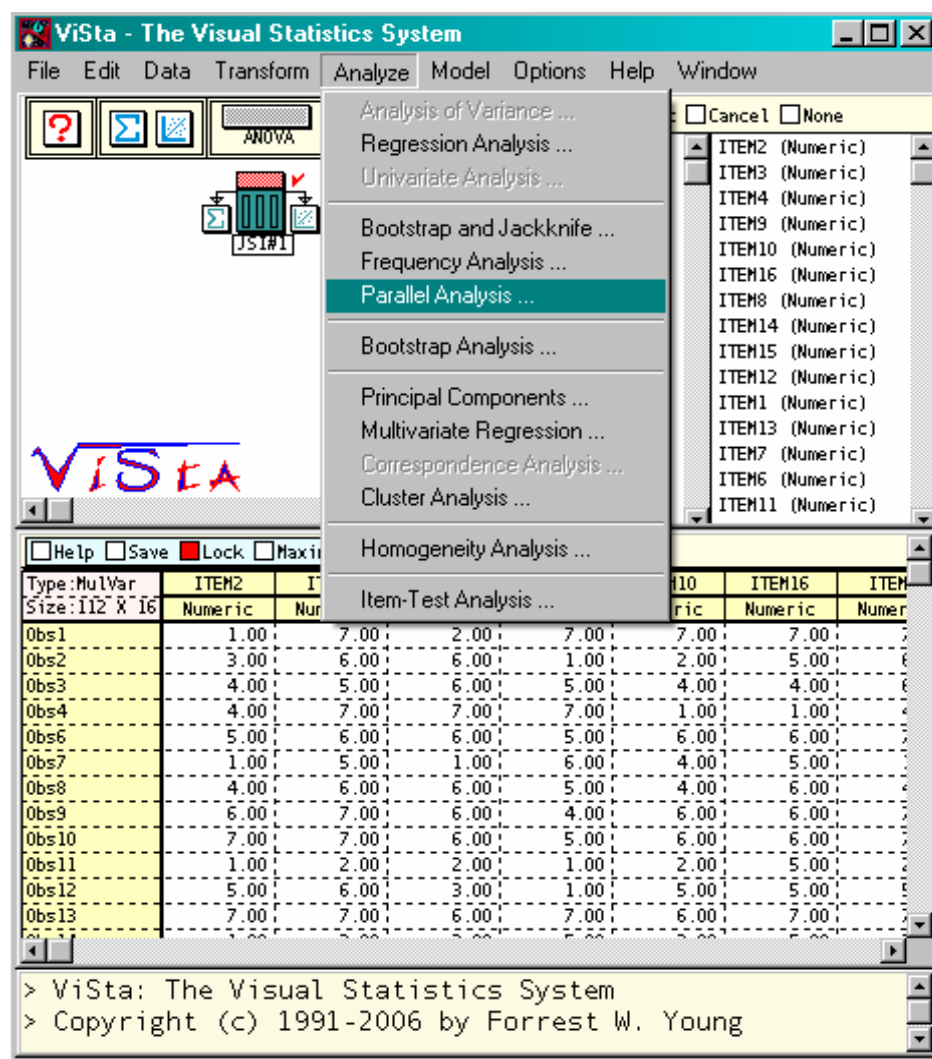 ViSta - The Visual Statistics System
File Edit Data Transform Analyze Model Options Help Window
?
Σ
ANOVA
Σ
JSI#1
ViStA
Analysis of Variance ...
Regression Analysis ...
Univariate Analysis ...
Bootstrap and Jackknife ...
Frequency Analysis ...
Parallel Analysis ...
Bootstrap Analysis ...
Principal Components ...
Multivariate Regression ...
Correspondence Analysis ...
Cluster Analysis ...
Homogeneity Analysis ...
Item-Test Analysis ...
Cancel None
ITEM2 (Numeric)
ITEM3 (Numeric)
ITEM4 (Numeric)
ITEM9 (Numeric)
ITEM10 (Numeric)
ITEM16 (Numeric)
ITEM8 (Numeric)
ITEM14 (Numeric)
ITEM15 (Numeric)
ITEM12 (Numeric)
ITEM1 (Numeric)
ITEM13 (Numeric)
ITEM7 (Numeric)
ITEM6 (Numeric)
ITEM11 (Numeric)
Help Save Lock Maxi
Type:MulVar ITEM2 IT M10 ITEM16 ITEM
Size:112 X 16 Numeric Num ric Numeric Numer
Obs1 1.00 7.00 2.00 7.00 7.00 7.00
Obs2 3.00 6.00 6.00 1.00 2.00 5.00
Obs3 4.00 5.00 6.00 5.00 4.00 4.00
Obs4 4.00 7.00 7.00 7.00 1.00 1.00
Obs6 5.00 6.00 6.00 5.00 6.00 6.00
Obs7 1.00 5.00 1.00 6.00 4.00 5.00
Obs8 4.00 6.00 6.00 5.00 4.00 6.00
Obs9 6.00 7.00 6.00 4.00 6.00 6.00
Obs10 7.00 7.00 6.00 5.00 6.00 6.00
Obs11 1.00 2.00 2.00 1.00 2.00 5.00
Obs12 5.00 6.00 3.00 1.00 5.00 5.00
Obs13 7.00 7.00 6.00 7.00 6.00 7.00
> ViSta: The Visual Statistics System
> Copyright (c) 1991-2006 by Forrest W. Young